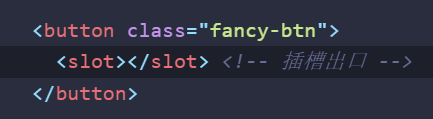 <button class="fancy-btn">
<slot></slot> <!-- 插槽出口 -->
</button>